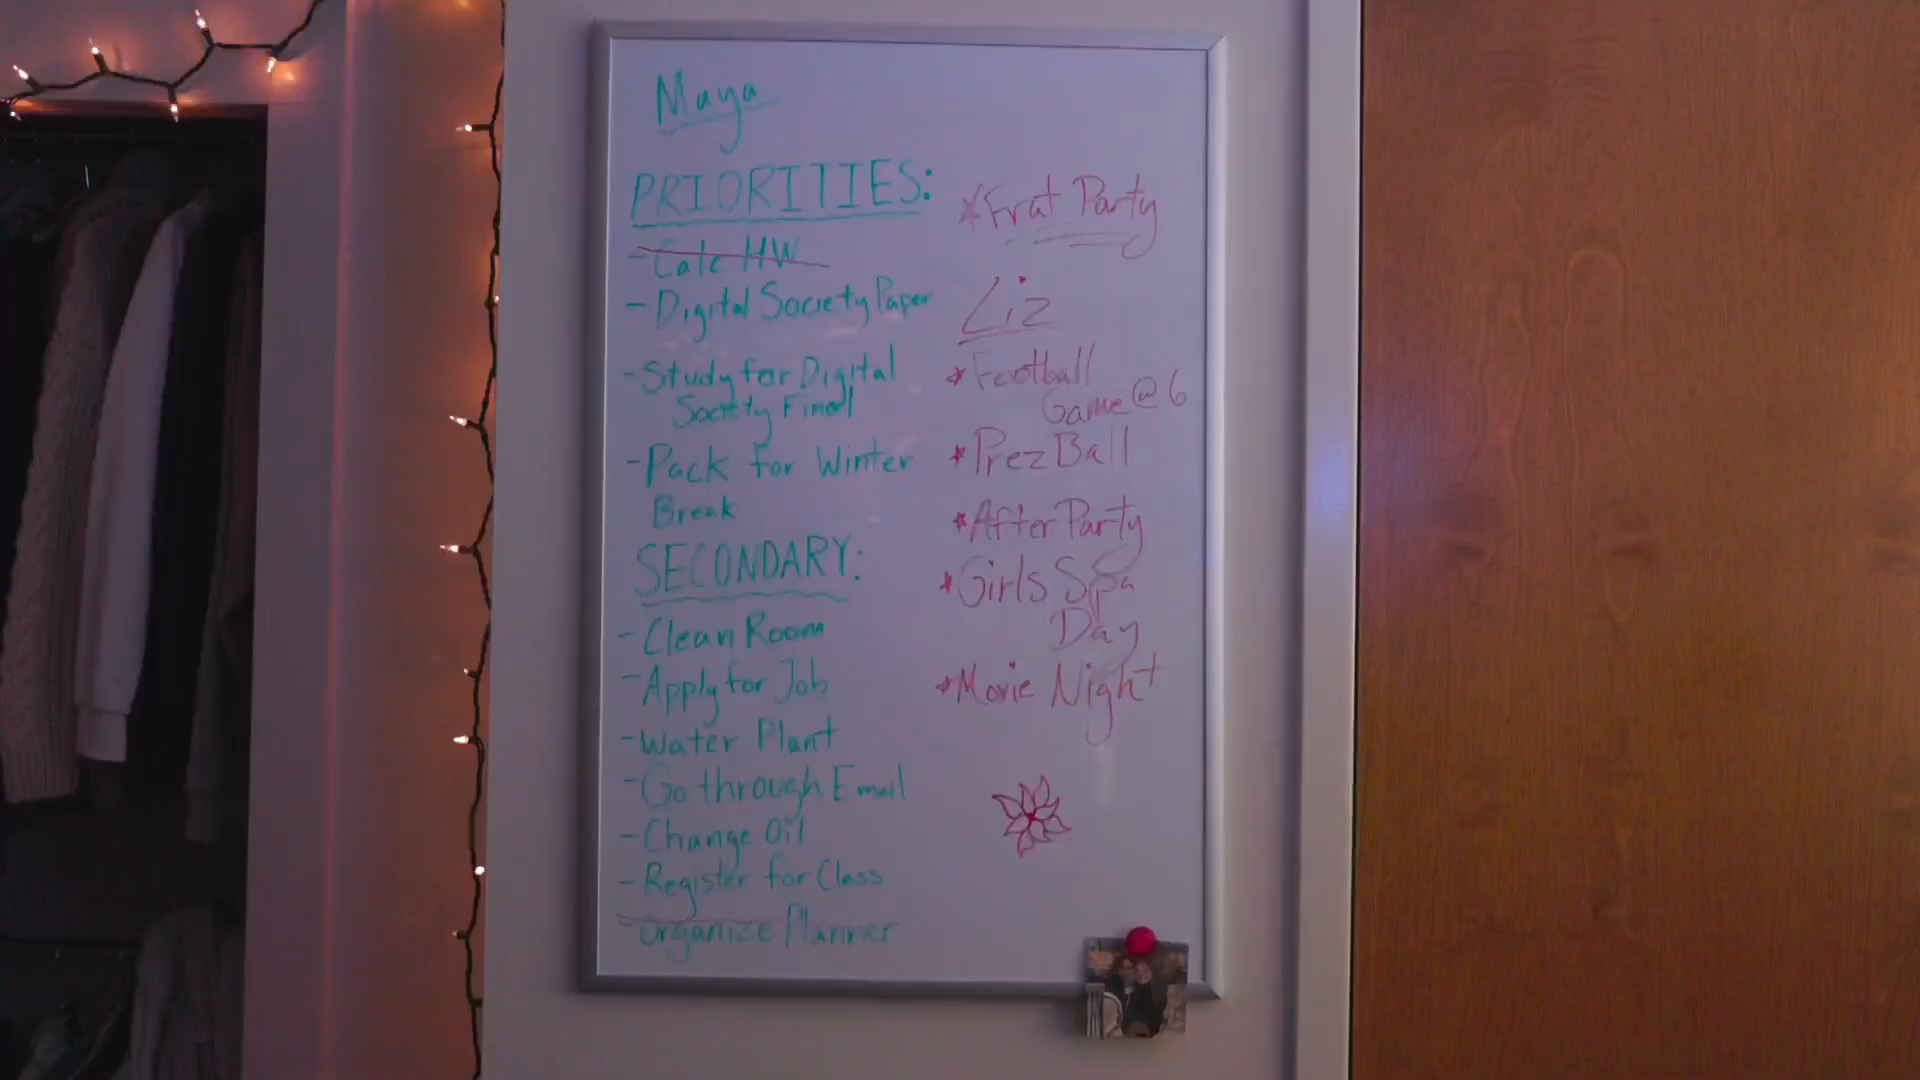 Maya
PRIORITIES:
- Calc HW
- Digital Society Paper
- Study for Digital
Society Final
- Pack for Winter
Break
SECONDARY:
- Clean Room
- Apply for Job
- Water Plant
- Go through Email
- Change Oil
- Register for Class
- Organize Planner
* Frat Party
Liz
* Football
Game @ 6
* Prez Ball
* After Party
* Girls Spa
Day
* Movie Night